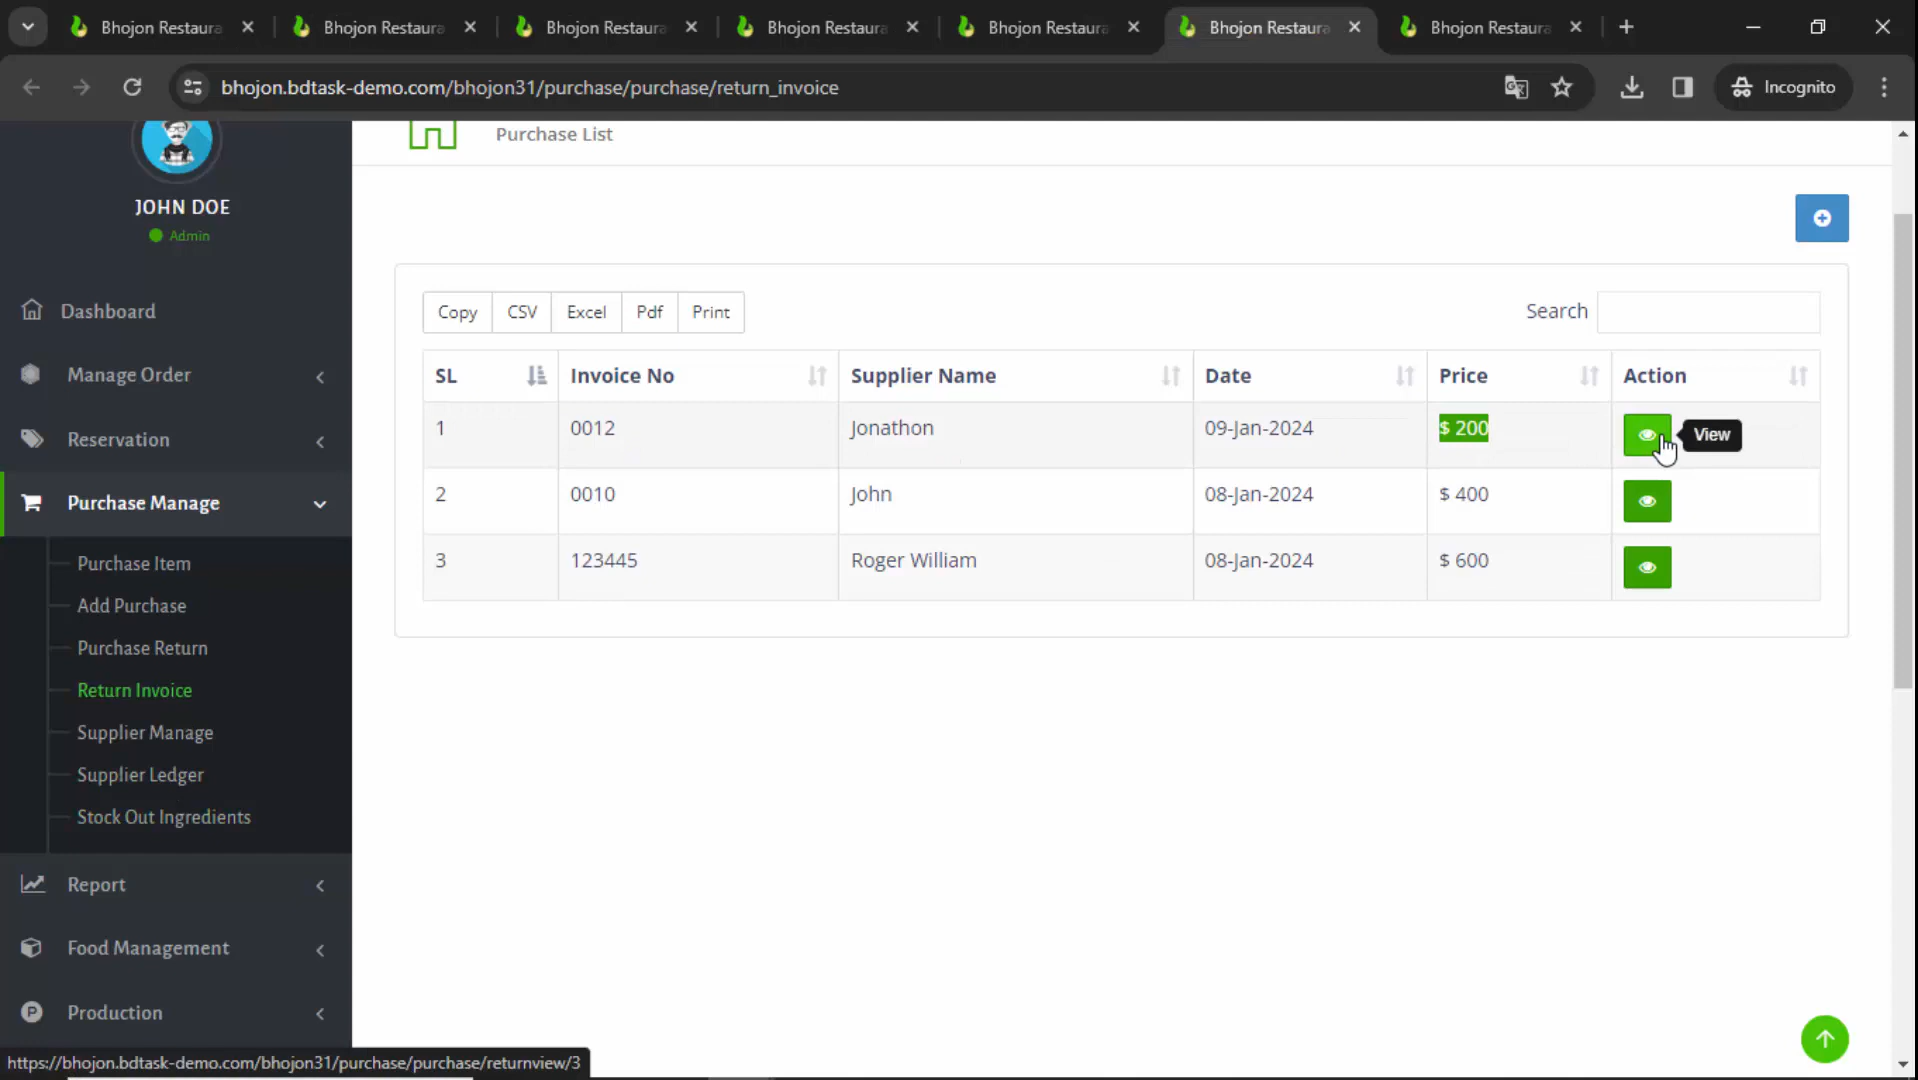 Bhojon Restaura
Bhojon Restaura
Bhojon Restaura
Bhojon Restaura
Bhojon Restaura
Bhojon Restaura
Bhojon Restaura
bhojon.bdtask-demo.com/bhojon31/purchase/purchase/return_invoice
Incognito
Purchase List
JOHN DOE
Admin
Dashboard
Manage Order
Reservation
Purchase Manage
Purchase Item
Add Purchase
Purchase Return
Return Invoice
Supplier Manage
Supplier Ledger
Stock Out Ingredients
Report
Food Management
Production
Copy CSV Excel Pdf Print
Search
SL Invoice No Supplier Name Date Price Action
1 0012 Jonathon 09-Jan-2024 $ 200
View
2 0010 John 08-Jan-2024 $ 400
3 123445 Roger William 08-Jan-2024 $ 600
https://bhojon.bdtask-demo.com/bhojon31/purchase/purchase/returnview/3